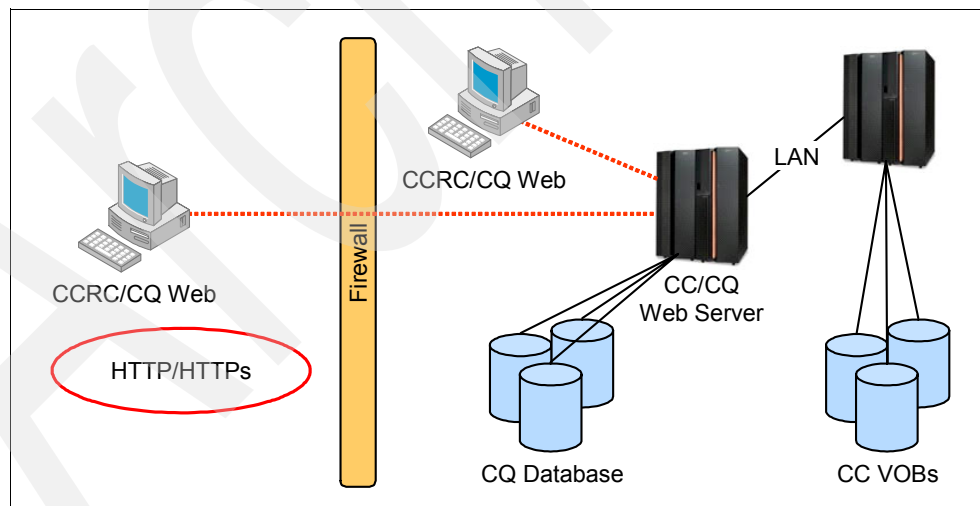 CCRC/CQ Web
LAN
CCRC/CQ Web
Firewall
CC/CQ
Web Server
HTTP/HTTPs
CQ Database
CC VOBs